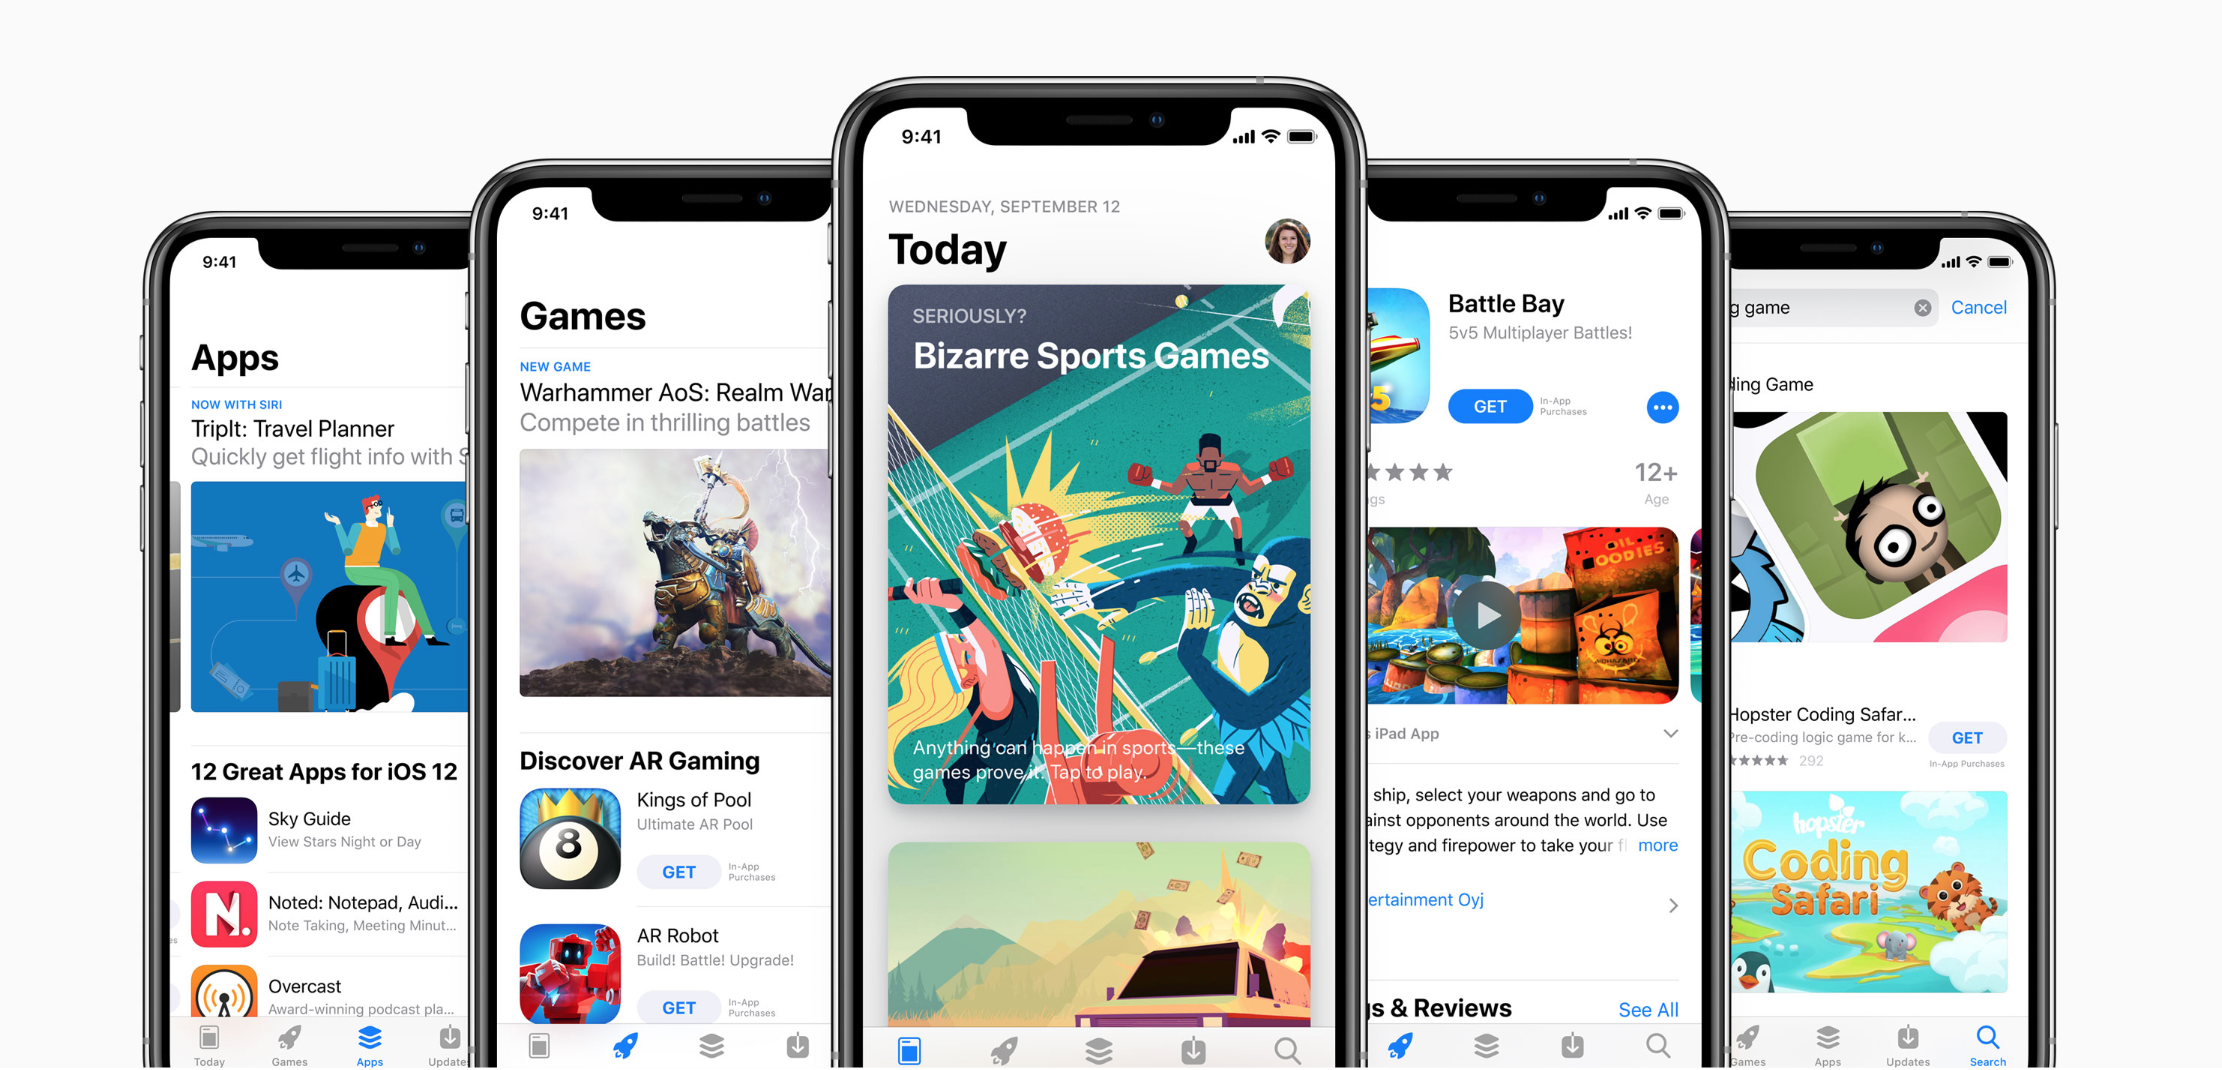 9:41
Apps
NOW WITH SIRI
TripIt: Travel Planner
Quickly get flight info with
12 Great Apps for iOS 12
Sky Guide
View Stars Night or Day
Noted: Notepad, Audi...
Note Taking, Meeting Minut...
Overcast
Award-winning podcast pla...
Today
Games
Apps
Update
9:41
Games
NEW GAME
Warhammer AoS: Realm War
Compete in thrilling battles
Discover AR Gaming
8
Kings of Pool
Ultimate AR Pool
GET
In-App
Purchases
AR Robot
Build! Battle! Upgrade!
GET
In-App
Purchases
9:41
WEDNESDAY, SEPTEMBER 12
Today
SERIOUSLY?
Bizarre Sports Games
Anything can happen in sports—these
games prove it. Tap to play.
Battle Bay
5v5 Multiplayer Battles!
5
GET
In-App
Purchases
12+
Age
gs
OIL
OODIES
iPad App
ship, select your weapons and go to
ainst opponents around the world. Use
tegy and firepower to take your more
ertainment Oyj
gs & Reviews
See All
g game
Cancel
ding Game
Hopster Coding Safar...
Pre-coding logic game for k...
292
GET
In-App Purchases
hopster
Coding
Safari
Games
Apps
Updates
Search